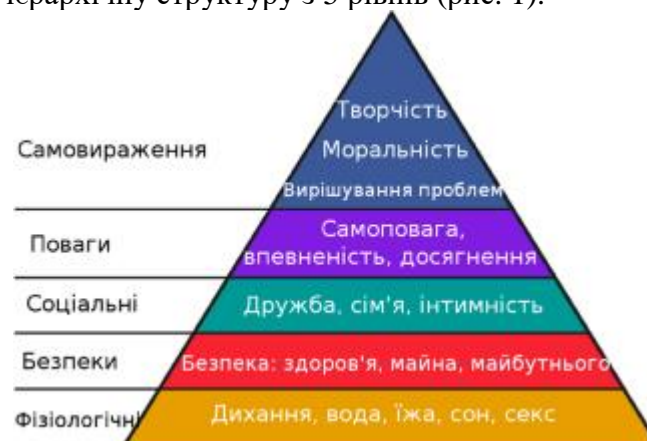 ієрархічну структуру з 5 рівнів (рис. 1).
Творчість
Самовираження
Моральність
Вирішування проблем
Поваги
Самоповага,
впевненість, досягнення
Соціальні
Дружба, сім'я, інтимність
Безпеки
Безпека: здоров'я, майна, майбутнього
Фізіологічні
Дихання, вода, їжа, сон, секс